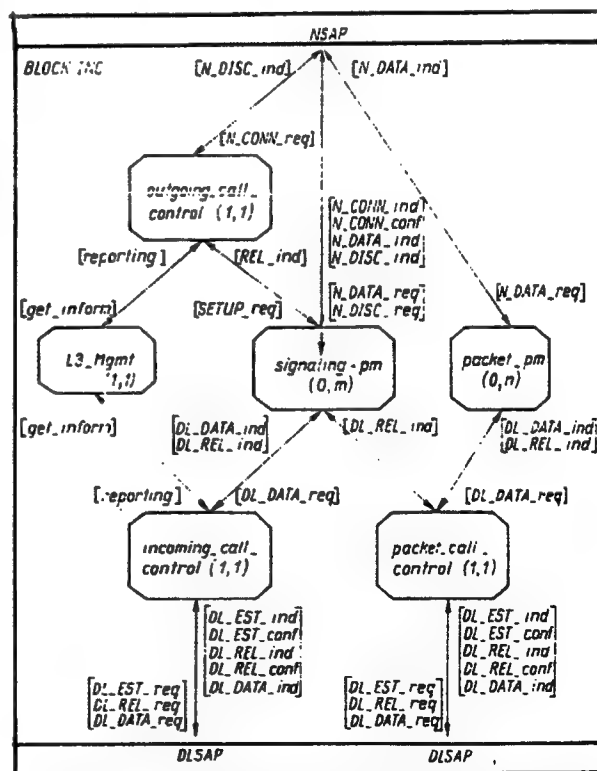 NSAP
BLOCK INC
[N_DISC_ind]
[N_DATA_ind]
[N_CONN_req]
outgoing_call_
control (1,1)
[N_CONN_ind
N_CONN_conf
N_DATA_ind
N_DISC_ind]
[reporting]
[REL_ind]
[get_inform]
[SETUP_req]
[N_DATA_req
N_DISC_req]
[N_DATA_req]
L3_Mgmt
(1,1)
signaling_pm
(0,m)
packet_pm
(0,n)
[get_inform]
[DL_DATA_ind
DL_REL_ind]
[DL_REL_ind]
[DL_DATA_ind
DL_REL_ind]
[reporting]
[DL_DATA_req]
[DL_DATA_req]
incoming_call_
control (1,1)
packet_call_
control (1,1)
[DL_EST_ind
DL_EST_conf
DL_REL_ind
DL_REL_conf
DL_DATA_ind]
[DL_EST_ind
DL_EST_conf
DL_REL_ind
DL_REL_conf
DL_DATA_ind]
[DL_EST_req
DL_REL_req
DL_DATA_req]
[DL_EST_req
DL_REL_req
DL_DATA_req]
DLSAP
DLSAP